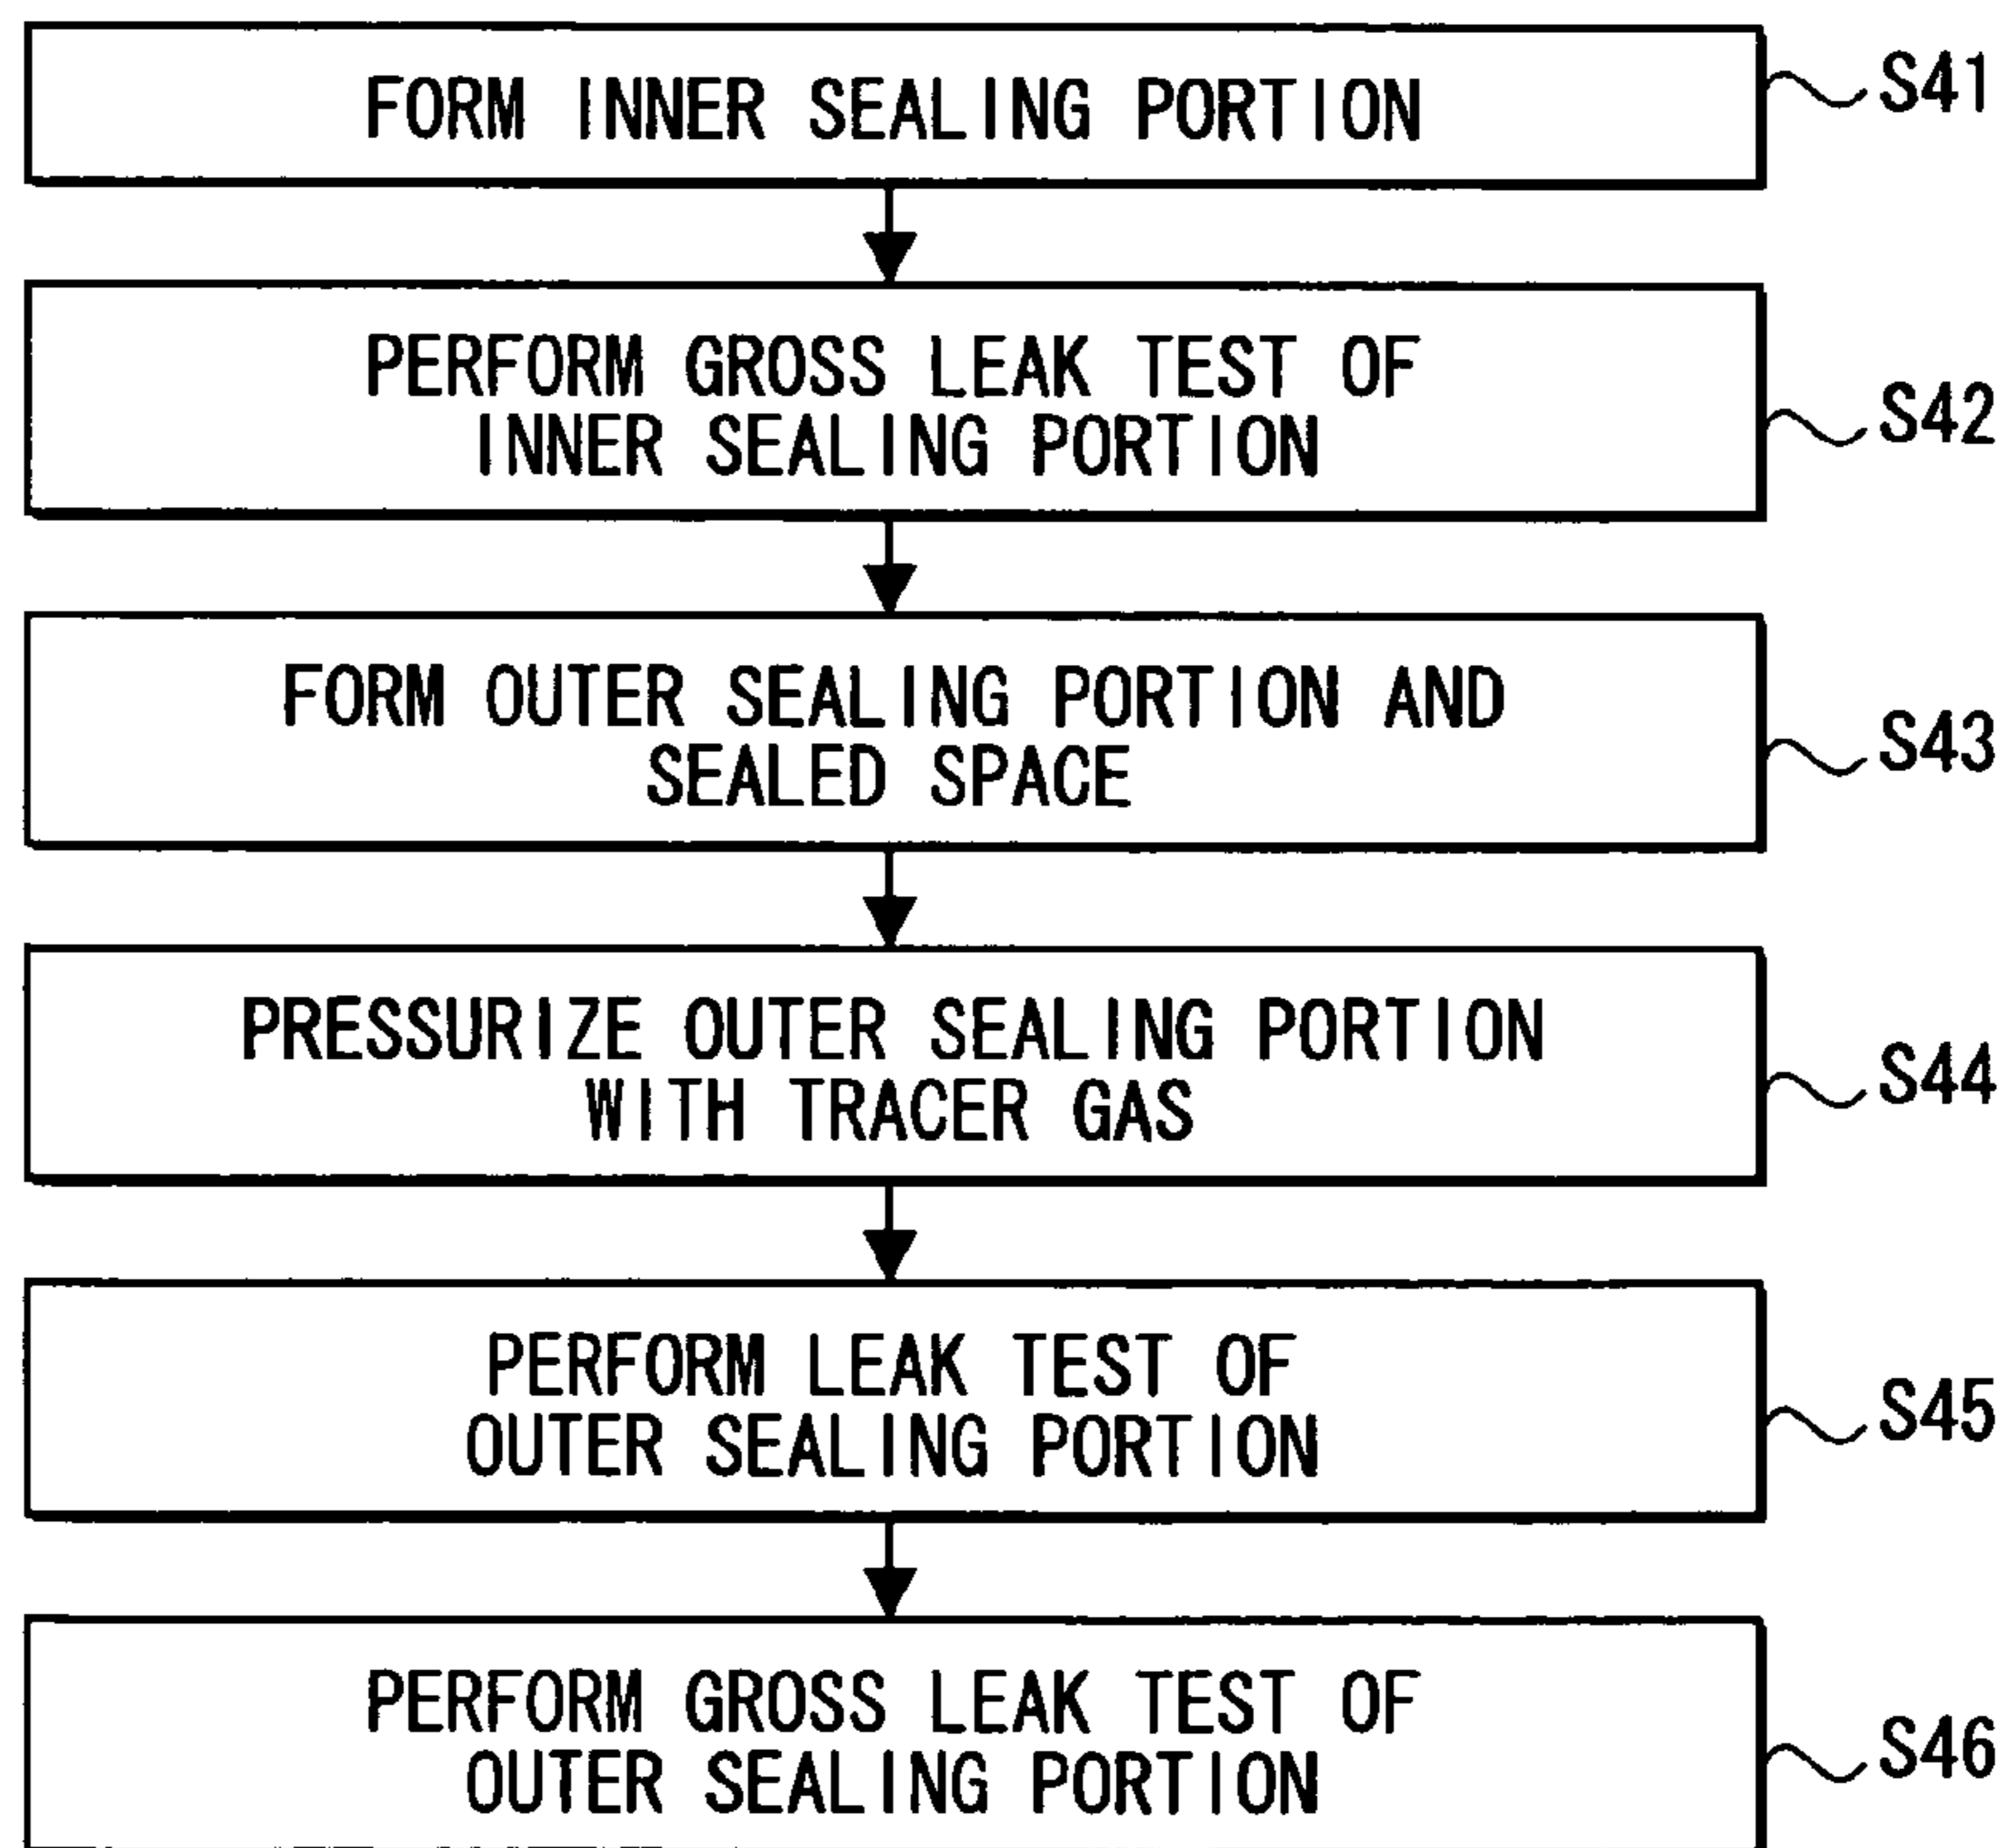 FORM INNER SEALING PORTION
S41
PERFORM GROSS LEAK TEST OF
INNER SEALING PORTION
S42
FORM OUTER SEALING PORTION AND
SEALED SPACE
S43
PRESSURIZE OUTER SEALING PORTION
WITH TRACER GAS
S44
PERFORM LEAK TEST OF
OUTER SEALING PORTION
S45
PERFORM GROSS LEAK TEST OF
OUTER SEALING PORTION
S46